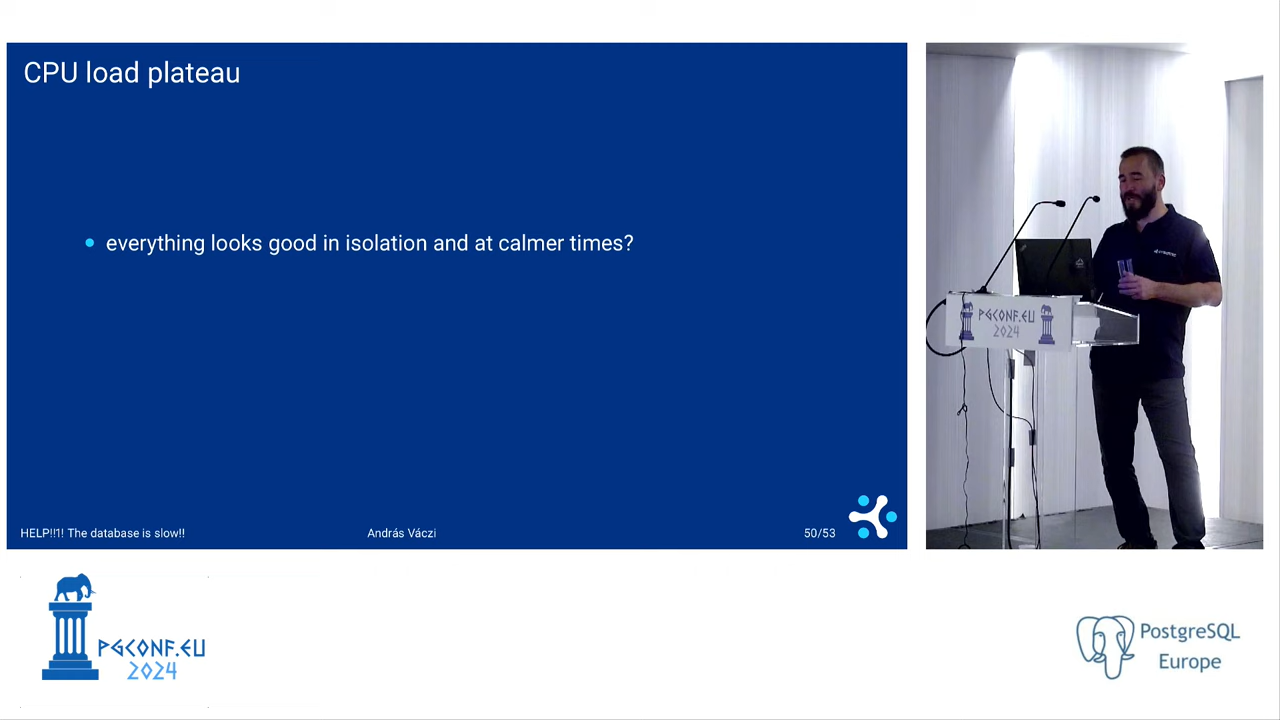 CPU load plateau
everything looks good in isolation and at calmer times?
HELP!!1! The database is slow!!
András Váczi
50/53
PGCONF.EU
2024
PGCONF.EU
2024
PostgreSQL
Europe